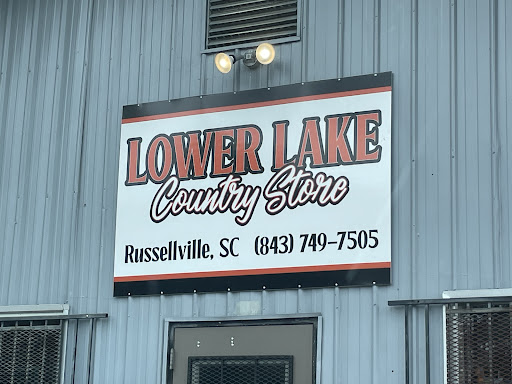 LOWER LAKE
Country Store
Russellville, SC (843) 749-7505